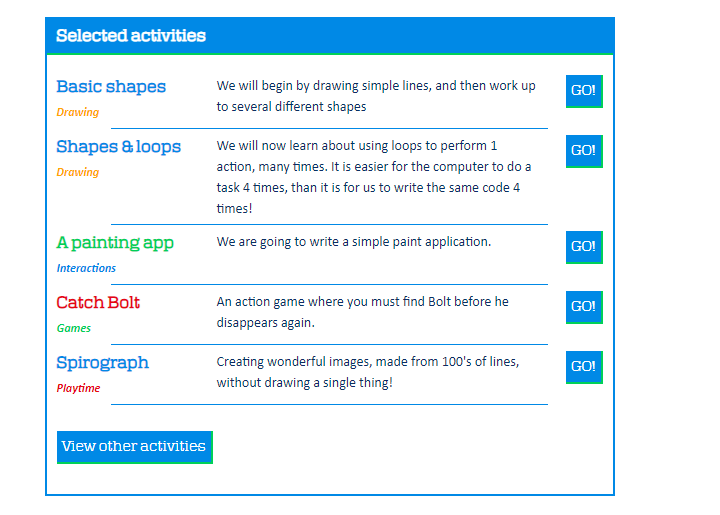 Selected activities
Basic shapes
Drawing
We will begin by drawing simple lines, and then work up
to several different shapes
GO!
Shapes & loops
Drawing
We will now learn about using loops to perform 1
action, many times. It is easier for the computer to do a
task 4 times, than it is for us to write the same code 4
times!
GO!
A painting app
Interactions
We are going to write a simple paint application.
GO!
Catch Bolt
Games
An action game where you must find Bolt before he
disappears again.
GO!
Spirograph
Playtime
Creating wonderful images, made from 100's of lines,
without drawing a single thing!
GO!
View other activities